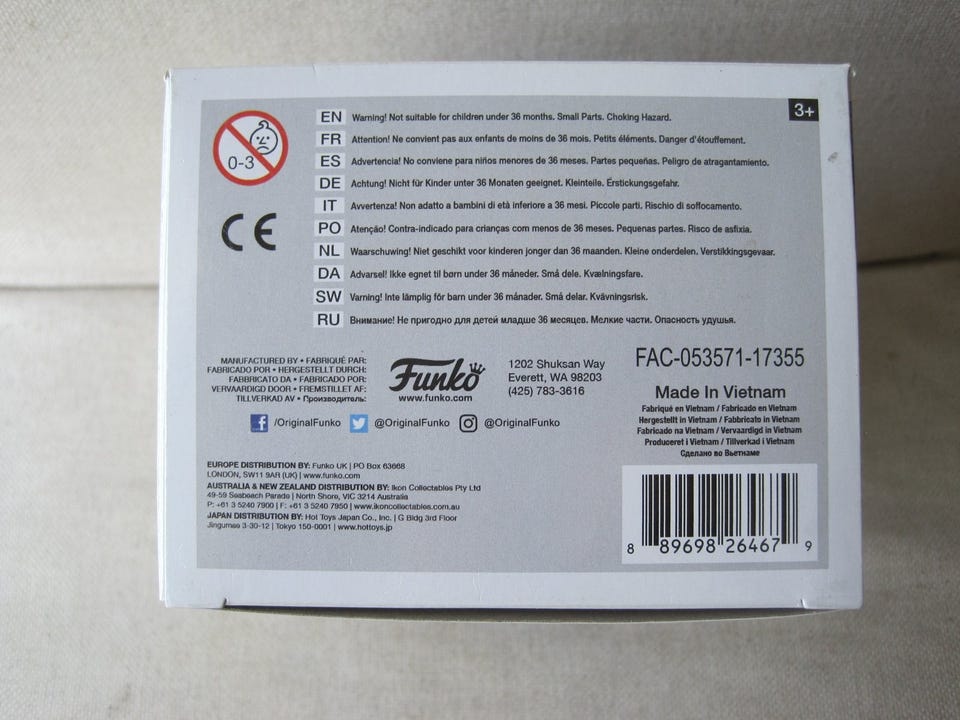 0-3
CE
3+
EN Warning! Not suitable for children under 36 months. Small Parts. Choking Hazard.
FR Attention! Ne convient pas aux enfants de moins de 36 mois. Petits éléments. Danger d'étouffement.
ES Advertencia! No conviene para niños menores de 36 meses. Partes pequeñas. Peligro de atragantamiento.
DE Achtung! Nicht für Kinder unter 36 Monaten geeignet. Kleinteile. Erstickungsgefahr.
IT Avvertenza! Non adatto a bambini di età inferiore a 36 mesi. Piccole parti. Rischio di soffocamento.
PO Atenção! Contra-indicado para crianças com menos de 36 meses. Pequenas partes. Risco de asfixia.
NL Waarschuwing! Niet geschikt voor kinderen jonger dan 36 maanden. Kleine onderdelen. Verstikkingsgevaar.
DA Advarsel! Ikke egnet til børn under 36 måneder. Små dele. Kvælningsfare.
SW Varning! Inte lämplig för barn under 36 månader. Små delar. Kvävningsrisk.
RU Внимание! Не пригодно для детей младше 36 месяцев. Мелкие части. Опасность удушья.
MANUFACTURED BY • FABRIQUÉ PAR:
FABRICADO POR • HERGESTELLT DURCH:
FABBRICATO DA • FABRICADO POR:
VERVAARDIGD DOOR • FREMSTILLET AF:
TILLVERKAD AV • Производитель:
Funko
www.funko.com
1202 Shuksan Way
Everett, WA 98203
(425) 783-3616
/OriginalFunko @OriginalFunko @OriginalFunko
FAC-053571-17355
Made In Vietnam
Fabriqué en Vietnam / Fabricado en Vietnam
Hergestellt in Vietnam / Fabbricato in Vietnam
Fabricado na Vietnam / Vervaardigd in Vietnam
Produceret i Vietnam / Tillverkad i Vietnam
Сделано во Вьетнаме
EUROPE DISTRIBUTION BY: Funko UK | PO Box 63668
LONDON, SW11 9AR (UK) | www.funko.com
AUSTRALIA & NEW ZEALAND DISTRIBUTION BY: Ikon Collectables Pty Ltd
49-59 Seabeach Parade | North Shore, VIC 3214 Australia
P: +61 3 5240 7900 | F: +61 3 5240 7950 | www.ikoncollectables.com.au
JAPAN DISTRIBUTION BY: Hot Toys Japan Co., Inc. | G Bldg 3rd Floor
Jingumae 3-30-12 | Tokyo 150-0001 | www.hottoys.jp
8 89698 26467 9